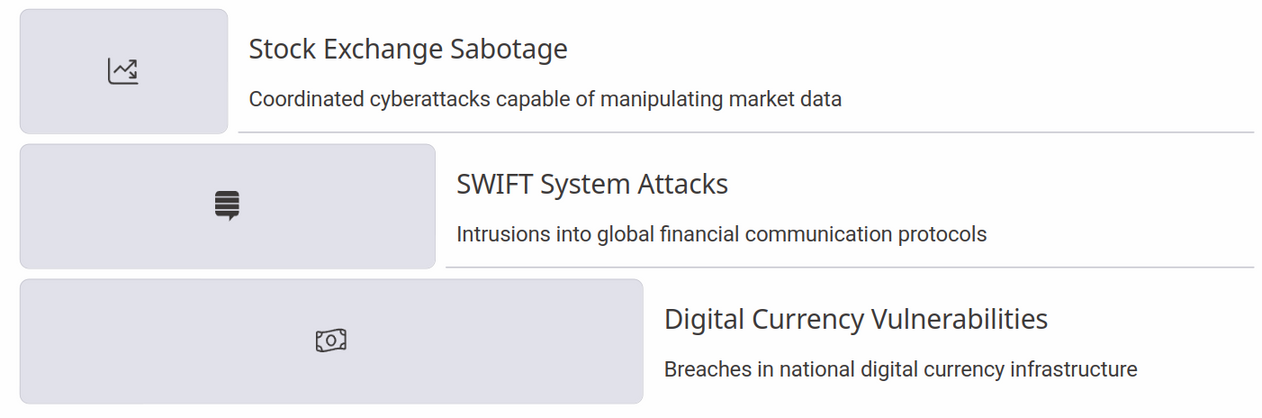 Stock Exchange Sabotage
Coordinated cyberattacks capable of manipulating market data
SWIFT System Attacks
Intrusions into global financial communication protocols
Digital Currency Vulnerabilities
Breaches in national digital currency infrastructure